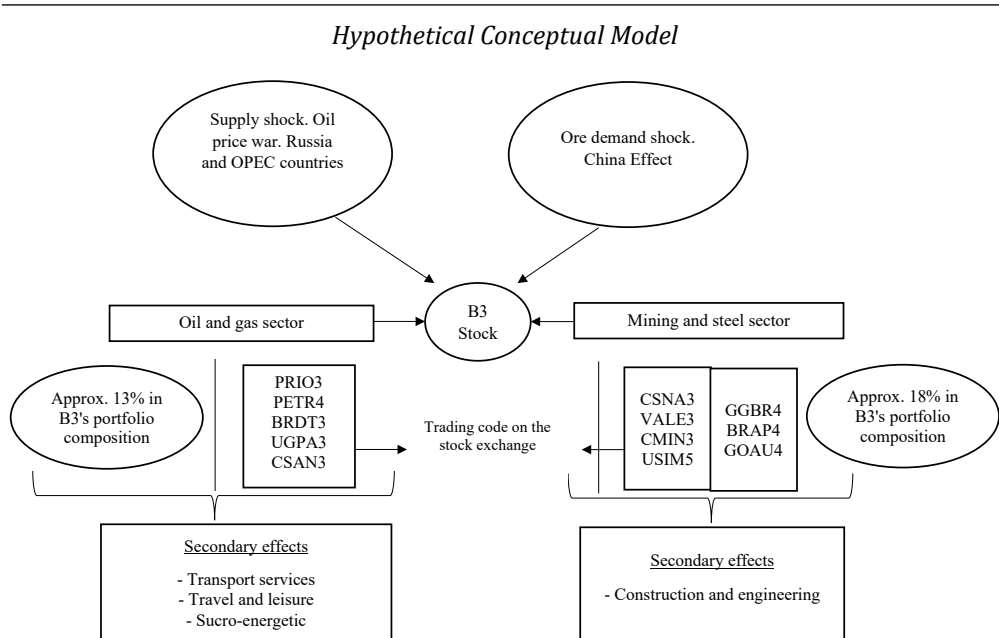 Hypothetical Conceptual Model
Supply shock. Oil
price war. Russia
and OPEC countries
Ore demand shock.
China Effect
Oil and gas sector
B3
Stock
Mining and steel sector
Approx. 13% in
B3's portfolio
composition
PRIO3
PETR4
BRDT3
UGPA3
CSAN3
Trading code on the
stock exchange
CSNA3
VALE3
CMIN3
USIM5
GGBR4
BRAP4
GOAU4
Approx. 18% in
B3's portfolio
composition
Secondary effects
- Transport services
- Travel and leisure
- Sucro-energetic
Secondary effects
- Construction and engineering